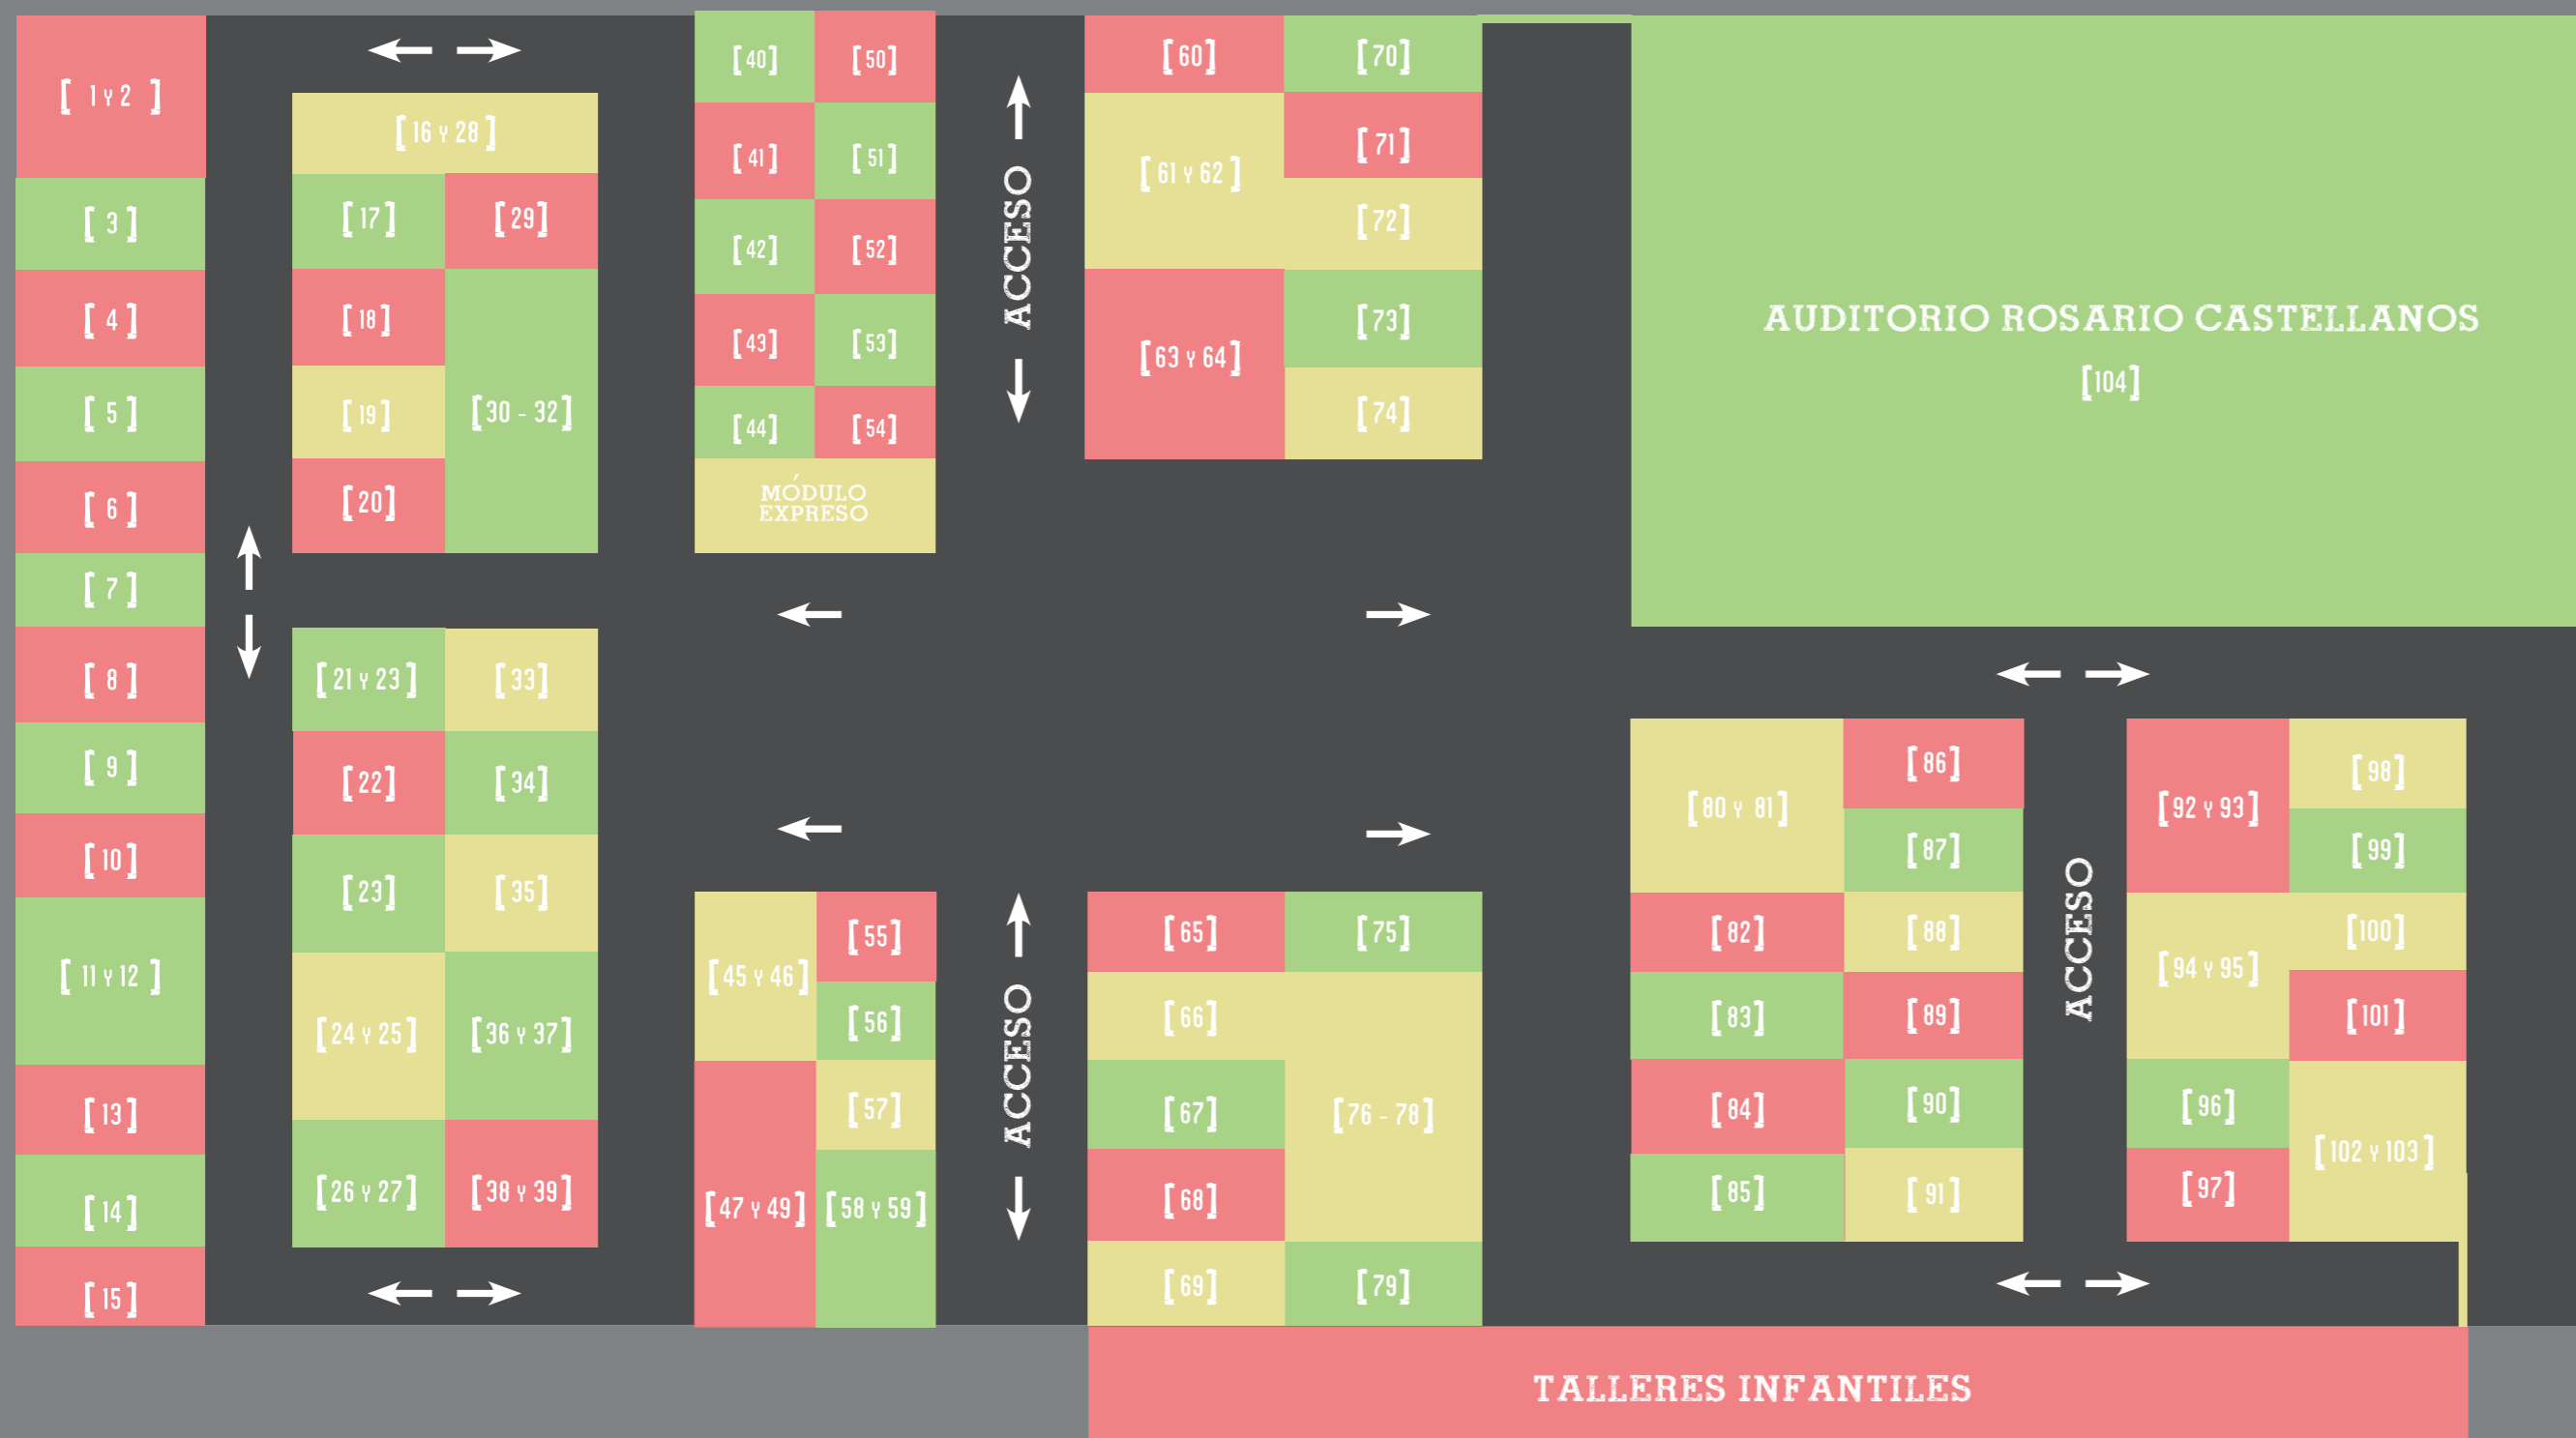 [ 1 Y 2 ]
[ 3 ]
[ 4 ]
[ 5 ]
[ 6 ]
[ 7 ]
[ 8 ]
[ 9 ]
[ 10 ]
[ 11 Y 12 ]
[ 13 ]
[ 14 ]
[ 15 ]
[ 16 Y 28 ]
[ 17 ]
[ 29 ]
[ 18 ]
[ 19 ]
[ 30 - 32 ]
[ 20 ]
[ 21 Y 23 ]
[ 33 ]
[ 22 ]
[ 34 ]
[ 23 ]
[ 35 ]
[ 24 Y 25 ]
[ 36 Y 37 ]
[ 26 Y 27 ]
[ 38 Y 39 ]
[ 40 ]
[ 50 ]
[ 41 ]
[ 51 ]
[ 42 ]
[ 52 ]
[ 43 ]
[ 53 ]
[ 44 ]
[ 54 ]
MÓDULO
EXPRESO
[ 45 Y 46 ]
[ 55 ]
[ 56 ]
[ 57 ]
[ 47 Y 49 ]
[ 58 Y 59 ]
ACCESO
ACCESO
[ 60 ]
[ 70 ]
[ 61 Y 62 ]
[ 71 ]
[ 72 ]
[ 63 Y 64 ]
[ 73 ]
[ 74 ]
[ 65 ]
[ 75 ]
[ 66 ]
[ 67 ]
[ 76 - 78 ]
[ 68 ]
[ 69 ]
[ 79 ]
AUDITORIO ROSARIO CASTELLANOS
[104]
[ 80 Y 81 ]
[ 86 ]
[ 87 ]
[ 82 ]
[ 88 ]
[ 83 ]
[ 89 ]
[ 84 ]
[ 90 ]
[ 85 ]
[ 91 ]
ACCESO
[ 92 Y 93 ]
[ 98 ]
[ 99 ]
[ 94 Y 95 ]
[100]
[101]
[ 96 ]
[ 102 Y 103 ]
[ 97 ]
TALLERES INFANTILES